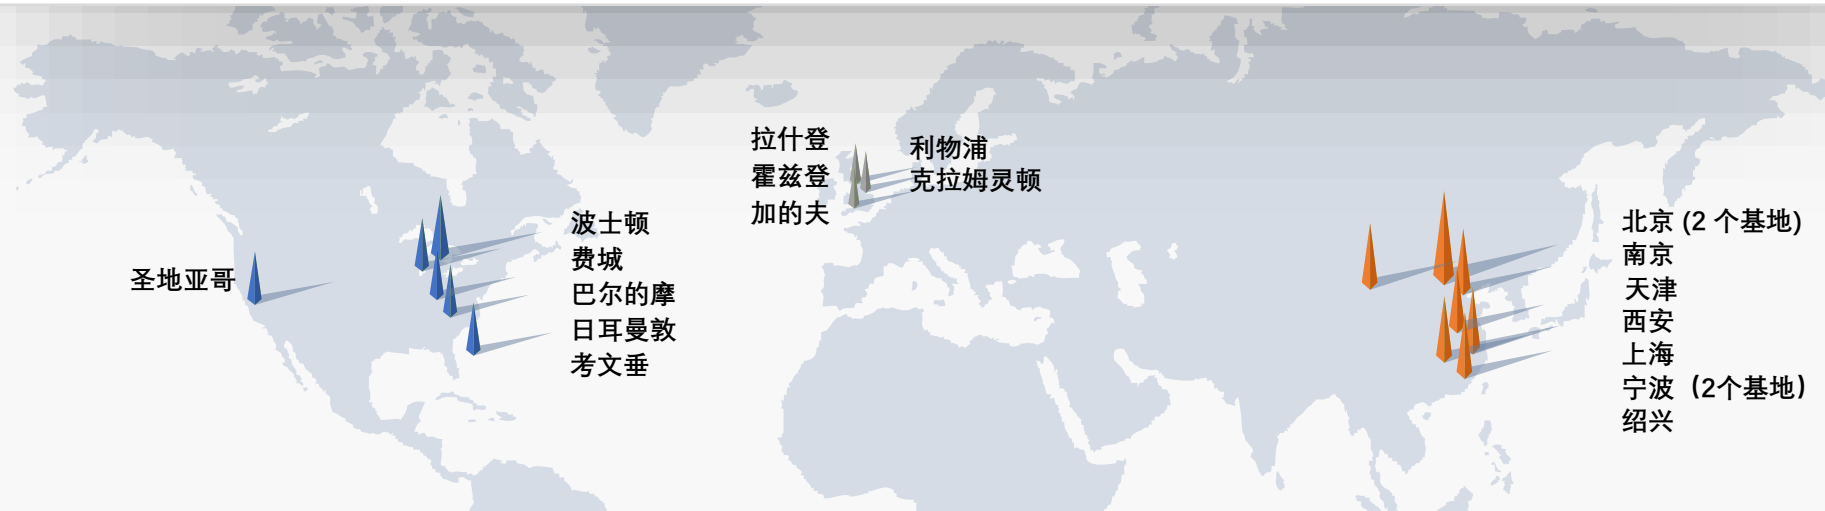 圣地亚哥
波士顿
费城
巴尔的摩
日耳曼敦
考文垂
拉什登
霍兹登
加的夫
利物浦
克拉姆灵顿
北京 (2 个基地)
南京
天津
西安
上海
宁波（2个基地）
绍兴